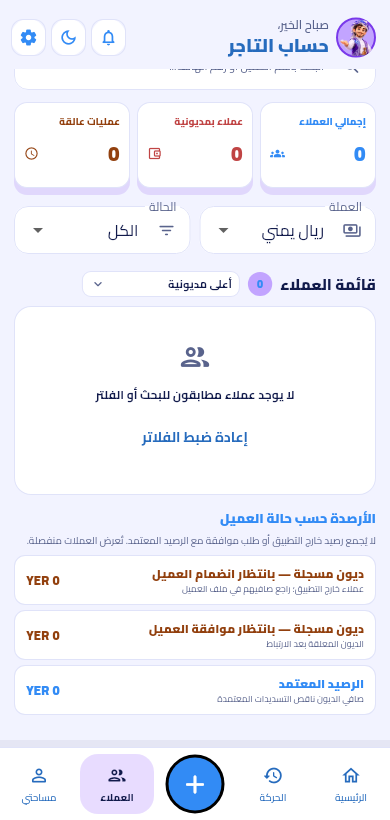 صباح الخير،
حساب التاجر
إجمالي العملاء
0
عملاء بمديونية
0
عمليات عالقة
0
العملة
ريال يمني
الحالة
الكل
قائمة العملاء
0
أعلى مديونية
لا يوجد عملاء مطابقون للبحث أو الفلتر
إعادة ضبط الفلاتر
الأرصدة حسب حالة العميل
لا يُجمع رصيد خارج التطبيق أو طلب موافقة مع الرصيد المعتمد. تُعرض العملات منفصلة.
ديون مسجلة — بانتظار انضمام العميل
YER 0
عملاء خارج التطبيق؛ راجع صافيهم في ملف العميل
ديون مسجلة — بانتظار موافقة العميل
YER 0
الديون المعلقة بعد الارتباط
الرصيد المعتمد
YER 0
صافي الديون ناقص التسديدات المعتمدة
الرئيسية
الحركة
العملاء
مساحتي